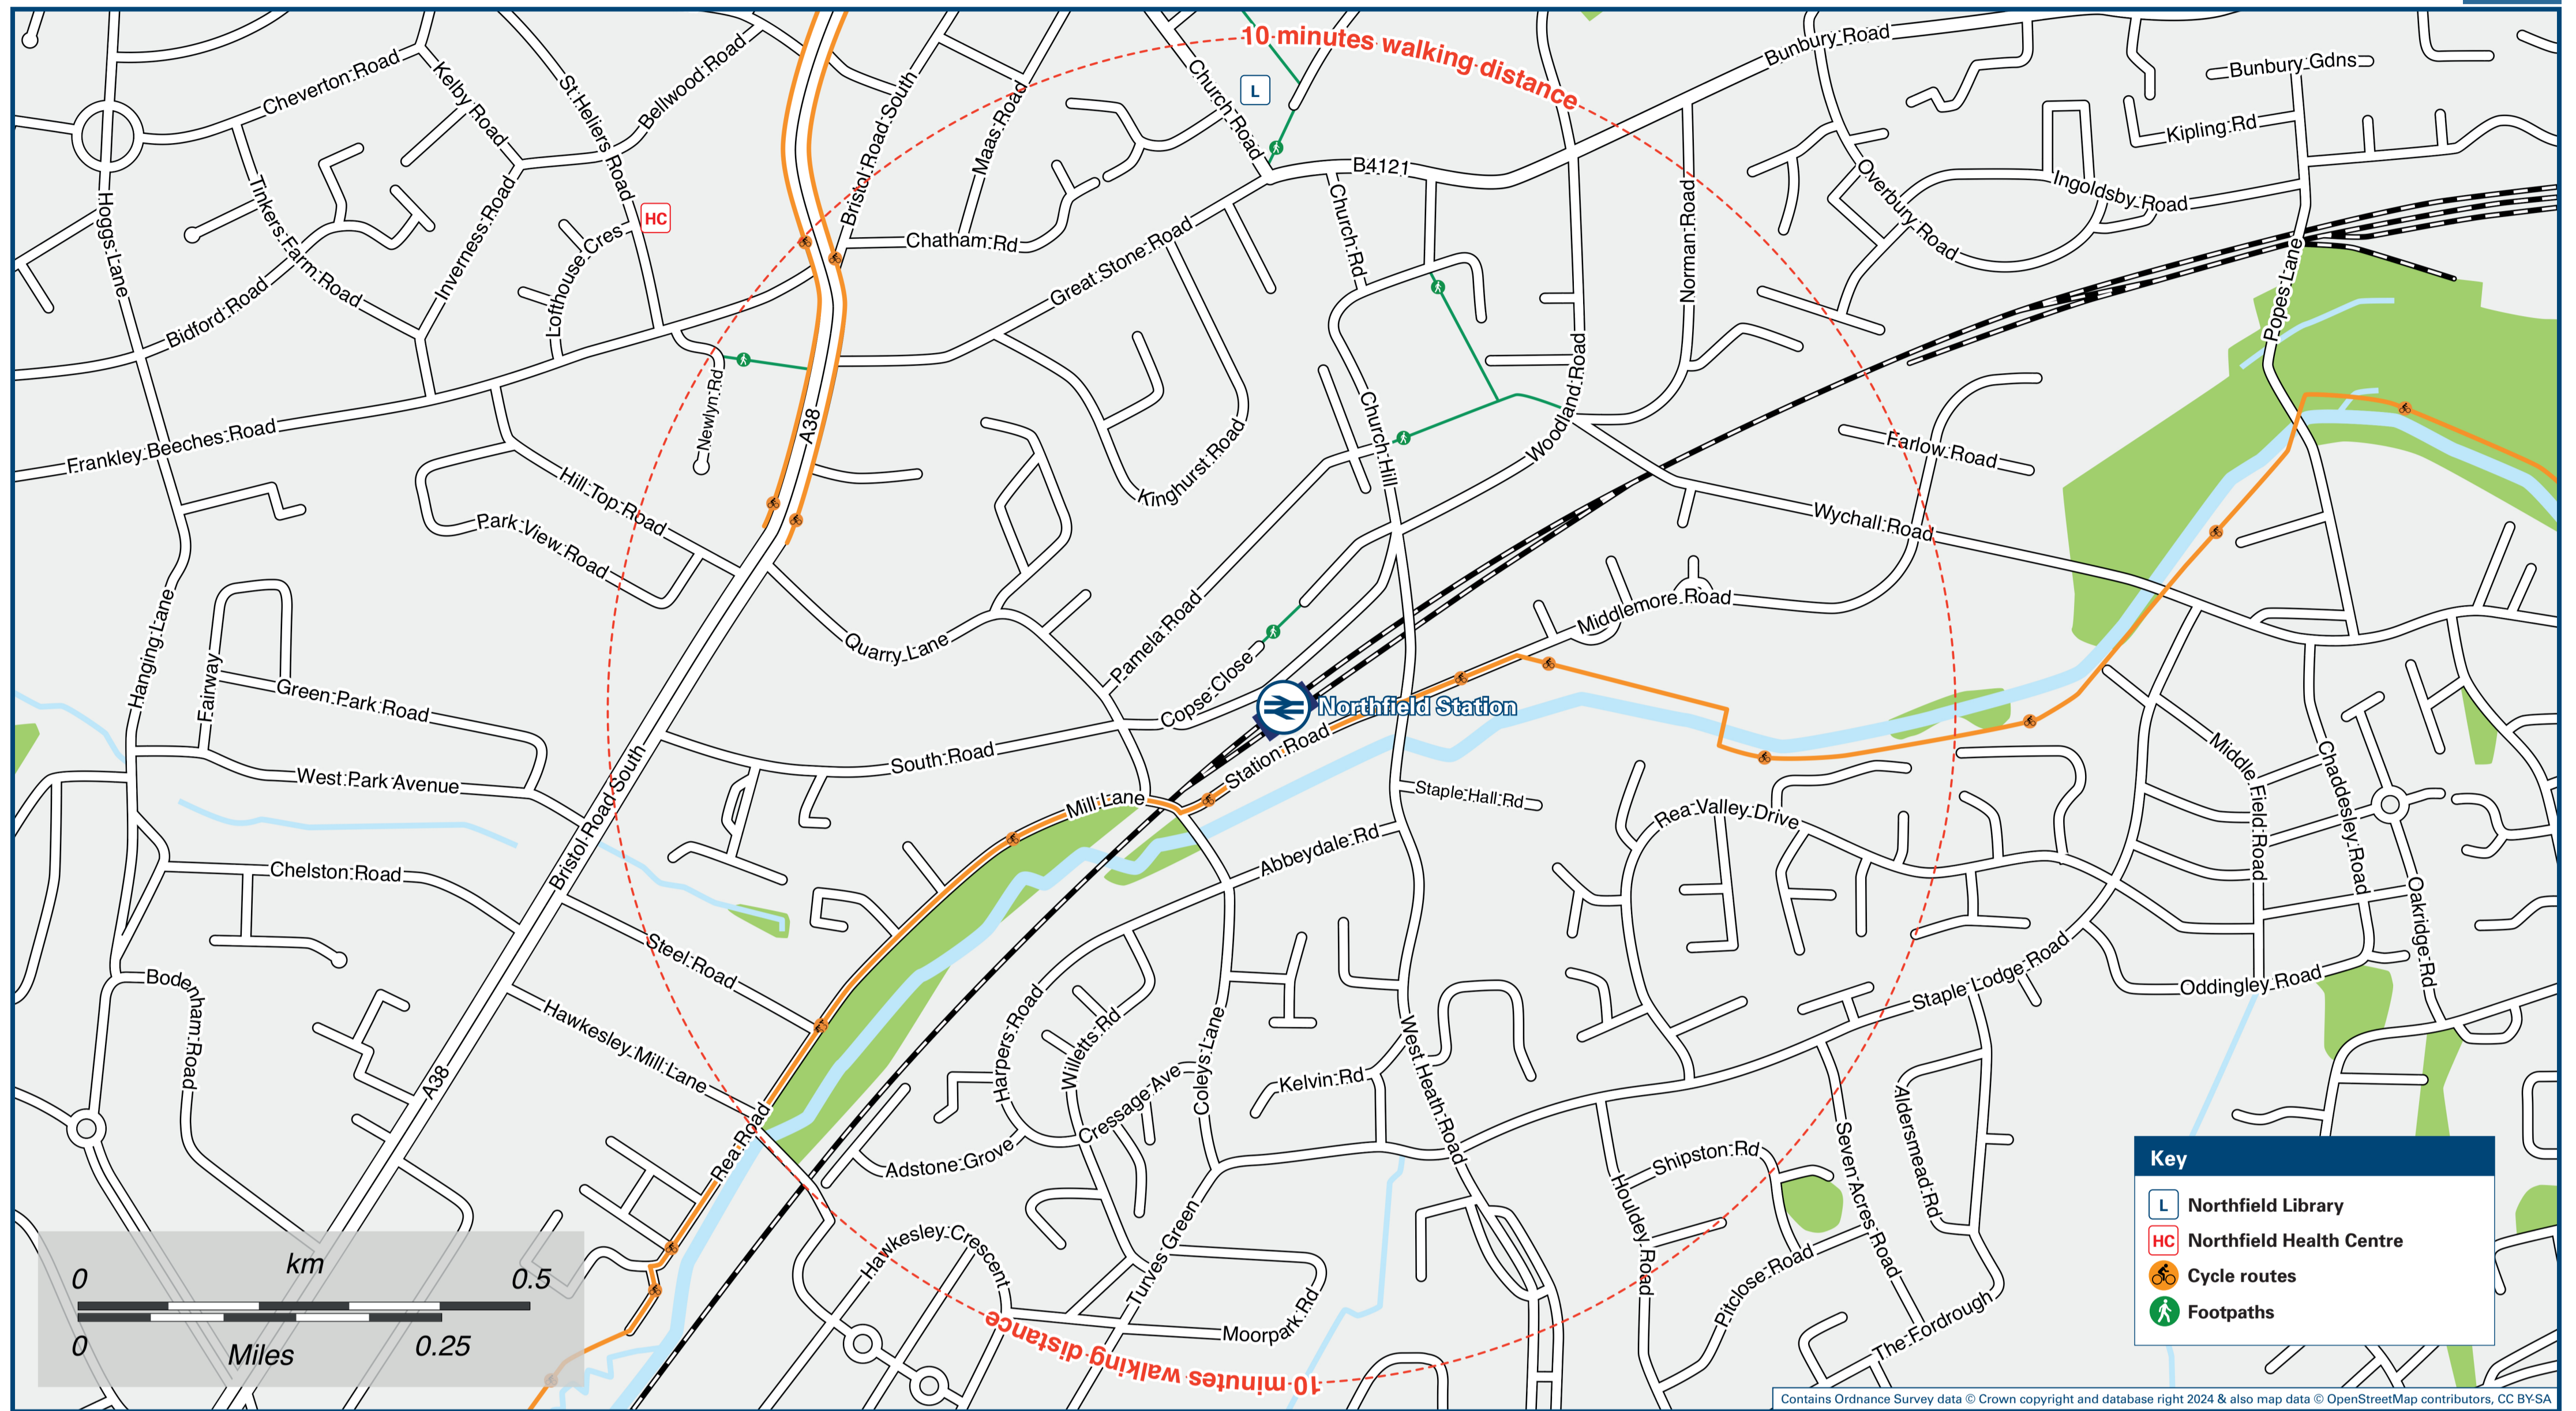 10 minutes walking distance
Bunbury Road
Bunbury Gdns
Kipling Rd
Cheverton Road
Kelby Road
St Heliers Road
Bellwood Road
Bristol Road South
Maas Road
Church Road
L
B4121
Overbury Road
Ingoldsby Road
Hoggs Lane
Tinkers Farm Road
Inverness Road
Lofthouse Cres
HC
Chatham Rd
Great Stone Road
Church Rd
Norman Road
Popes Lane
Bidford Road
Frankley Beeches Road
Newlyn Rd
A38
Kinghurst Road
Church Hill
Woodland Road
Farlow Road
Wychall Road
Hill Top Road
Park View Road
Hanging Lane
Fairway
Green Park Road
West Park Avenue
Quarry Lane
Pamela Road
Copse Close
South Road
Middlemore Road
Northfield Station
Station Road
Mill Lane
Staple Hall Rd
Abbeydale Rd
Rea Valley Drive
Middle Field Road
Chaddesley Road
Oakridge Rd
Bristol Road South
Chelston Road
Steel Road
Hawkesley Mill Lane
Bodenham Road
A38
Rea Road
Harpers Road
Willetts Rd
Coleys Lane
Cressage Ave
Adstone Grove
Kelvin Rd
West Heath Road
Staple Lodge Road
Oddingley Road
Hawkesley Crescent
Turves Green
Moorpark Rd
Shipston Rd
Houldey Road
Pitclose Road
Seven Acres Road
Aldersmead Rd
The Fordrough
10 minutes walking distance
km
0 0.5
0 0.25
Miles
Key
L Northfield Library
HC Northfield Health Centre
Cycle routes
Footpaths
Contains Ordnance Survey data © Crown copyright and database right 2024 & also map data © OpenStreetMap contributors, CC BY-SA